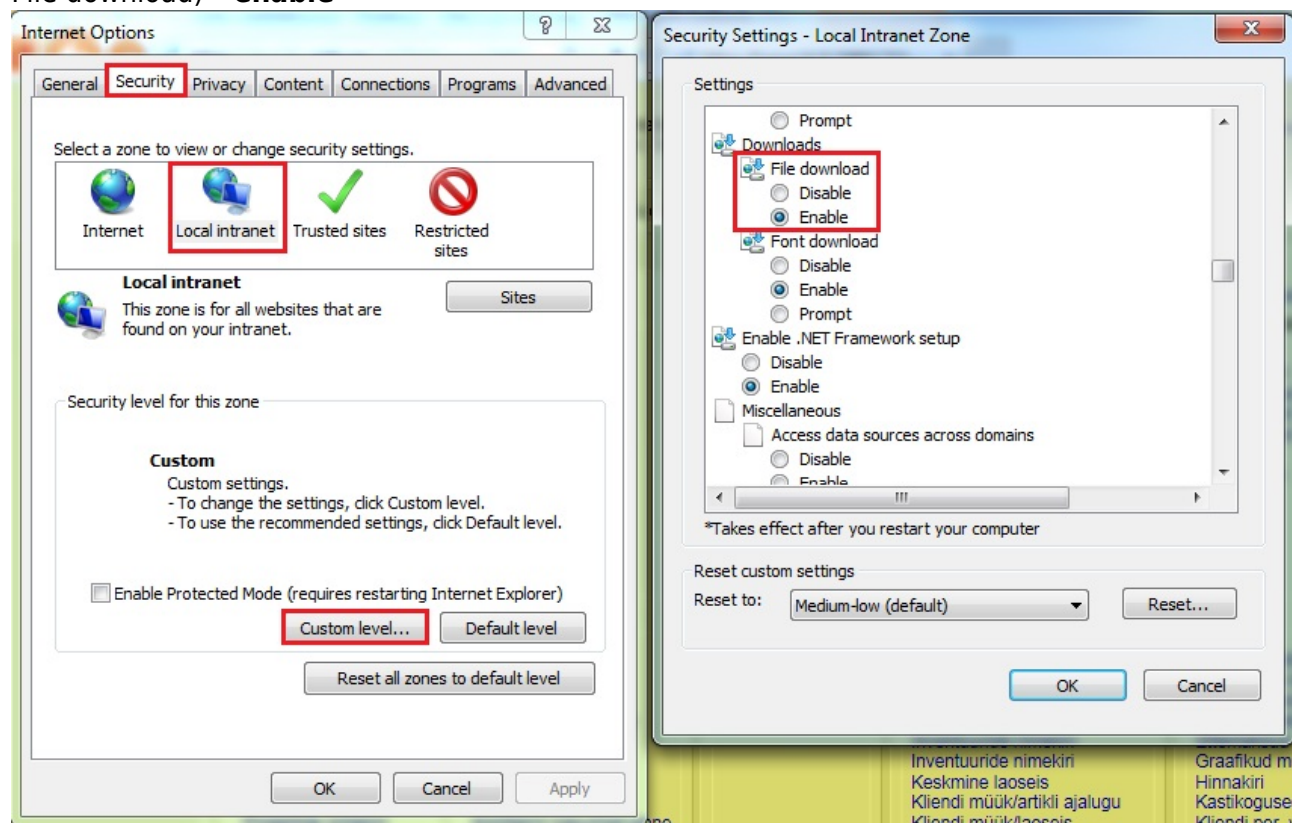 Internet Options
General Security Privacy Content Connections Programs Advanced
Select a zone to view or change security settings.
Internet
Local intranet
Trusted sites
Restricted
sites
Local intranet
This zone is for all websites that are
found on your intranet.
Sites
Security level for this zone
Custom
Custom settings.
- To change the settings, click Custom level.
- To use the recommended settings, click Default level.
Enable Protected Mode (requires restarting Internet Explorer)
Custom level...
Default level
Reset all zones to default level
OK
Cancel
Apply
Security Settings - Local Intranet Zone
Settings
Prompt
Downloads
File download
Disable
Enable
Font download
Disable
Enable
Prompt
Enable .NET Framework setup
Disable
Enable
Miscellaneous
Access data sources across domains
Disable
Enable
*Takes effect after you restart your computer
Reset custom settings
Reset to:
Medium-low (default)
Reset...
OK
Cancel
Inventuuride nimekiri
Keskmine laoseis
Kliendi müük/artikli ajalugu
Kliendi müük/laoseis
Graafikud
Hinnakiri